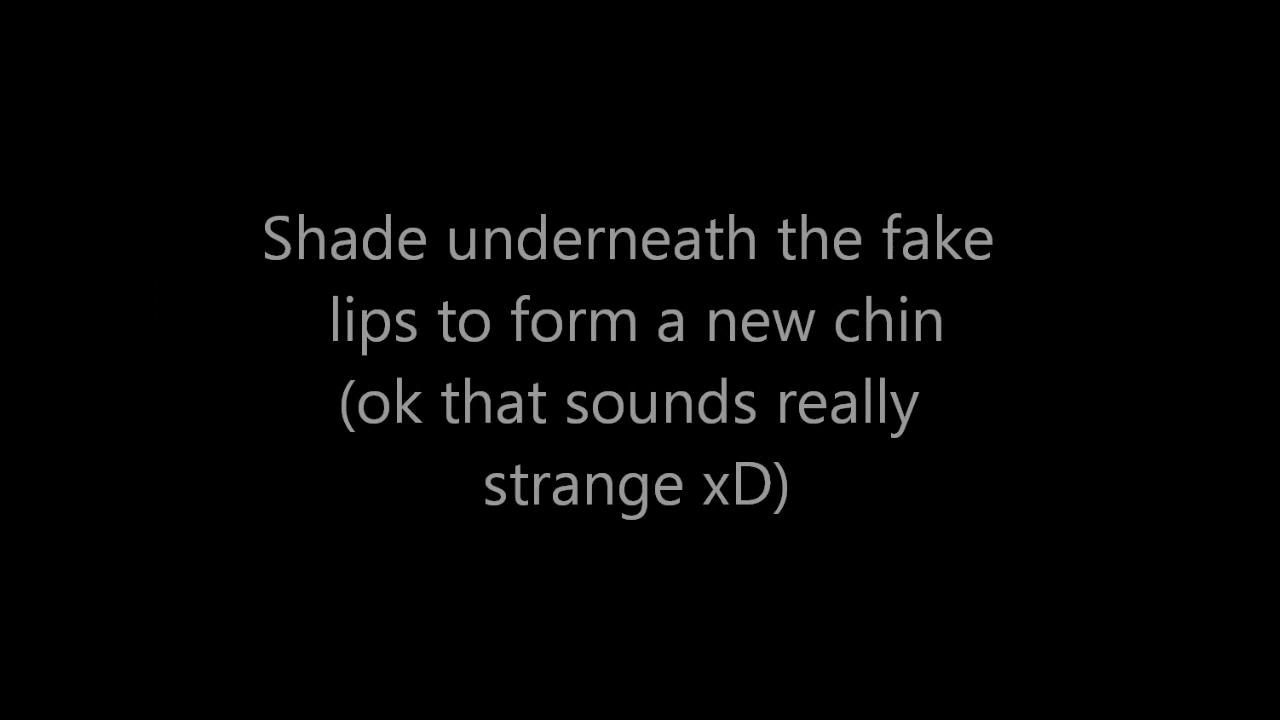 Shade underneath the fake
lips to form a new chin
(ok that sounds really
strange xD)